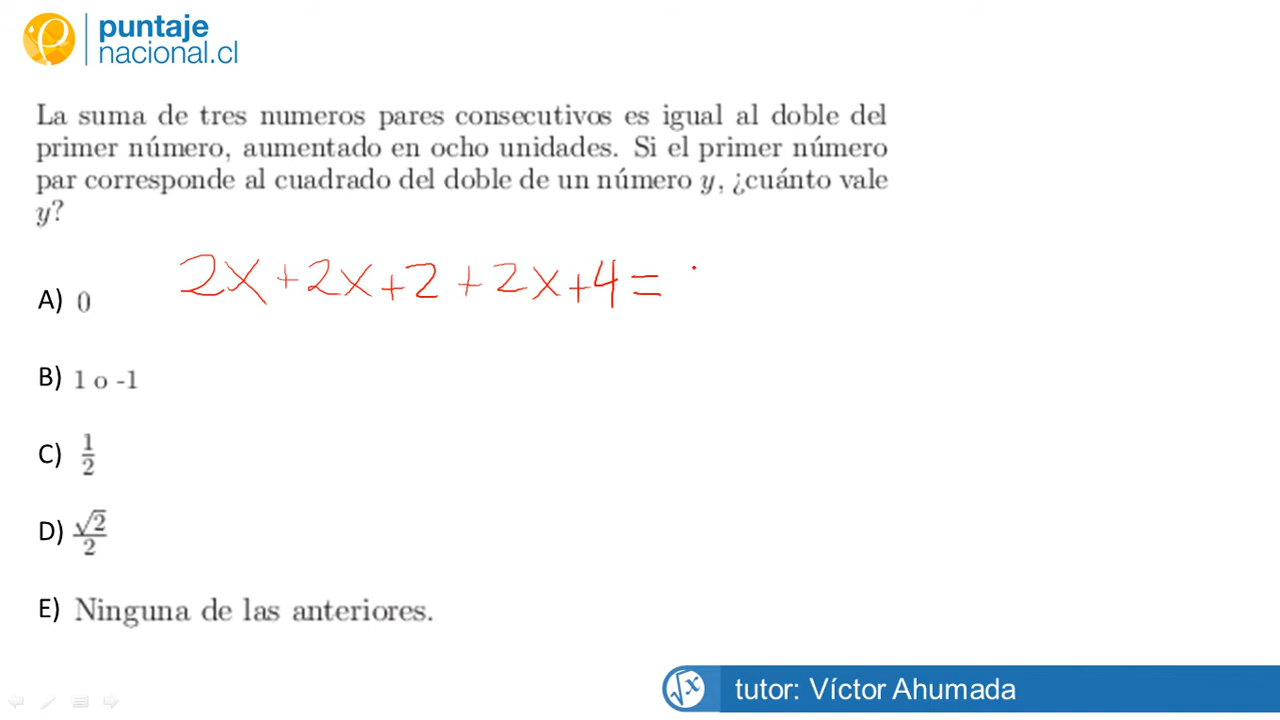 puntaje
nacional.cl
La suma de tres numeros pares consecutivos es igual al doble del
primer número, aumentado en ocho unidades. Si el primer número
par corresponde al cuadrado del doble de un número y, ¿cuánto vale
y?
2x+2x+2+2x+4=
A) 0
B) 1 o -1
C) 1/2
D) √2/2
E) Ninguna de las anteriores.
√x tutor: Víctor Ahumada